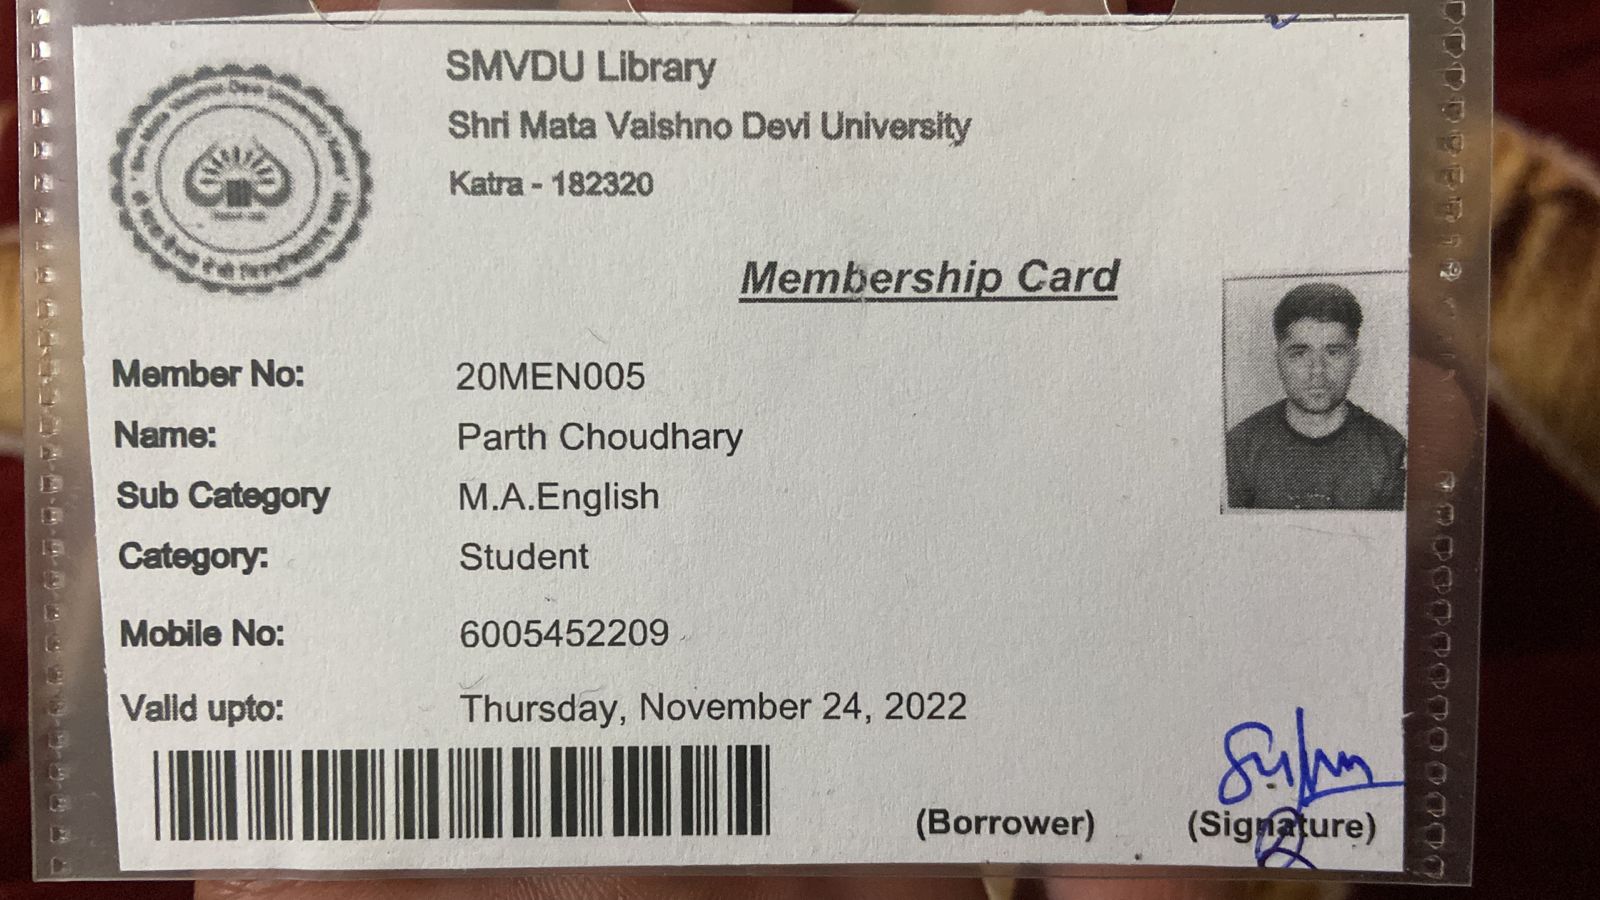 SMVDU Library
Shri Mata Vaishno Devi University
Katra - 182320
Membership Card
Member No: 20MEN005
Name: Parth Choudhary
Sub Category M.A.English
Category: Student
Mobile No: 6005452209
Valid upto: Thursday, November 24, 2022
(Borrower) (Signature)